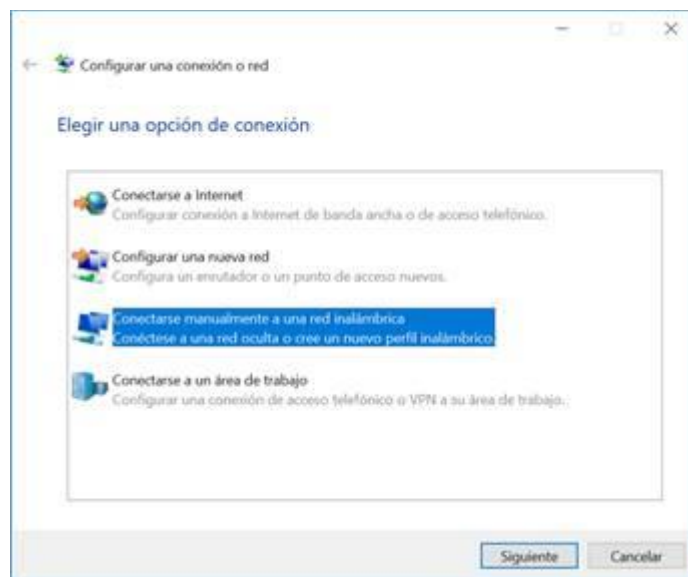 Configurar una conexión o red
Elegir una opción de conexión
Conectarse a Internet
Configurar conexión a Internet de banda ancha o de acceso telefónico.
Configurar una nueva red
Configura un enrutador o un punto de acceso nuevos.
Conectarse manualmente a una red inalámbrica
Conéctese a una red oculta o cree un nuevo perfil inalámbrico.
Conectarse a un área de trabajo
Configurar una conexión de acceso telefónico o VPN a su área de trabajo.
Siguiente Cancelar